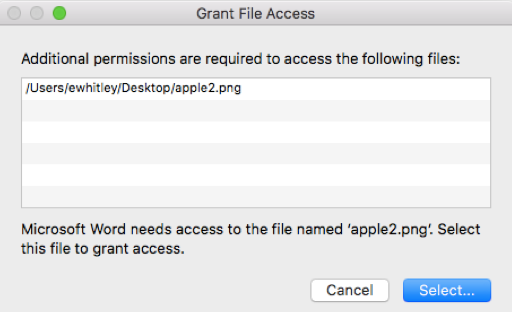 Grant File Access
Additional permissions are required to access the following files:
/Users/ewhitley/Desktop/apple2.png
Microsoft Word needs access to the file named ‘apple2.png‘. Select
this file to grant access.
Cancel
Select...